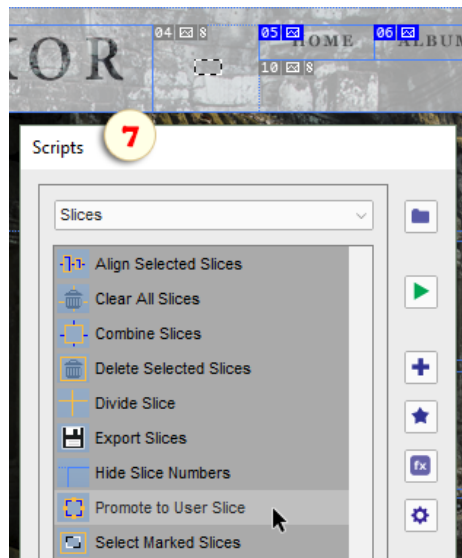 04 8
05
HOME
06
ALBUM
KOR
10 8
7
Scripts
Slices
Align Selected Slices
Clear All Slices
Combine Slices
Delete Selected Slices
Divide Slice
Export Slices
Hide Slice Numbers
Promote to User Slice
fx
Select Marked Slices